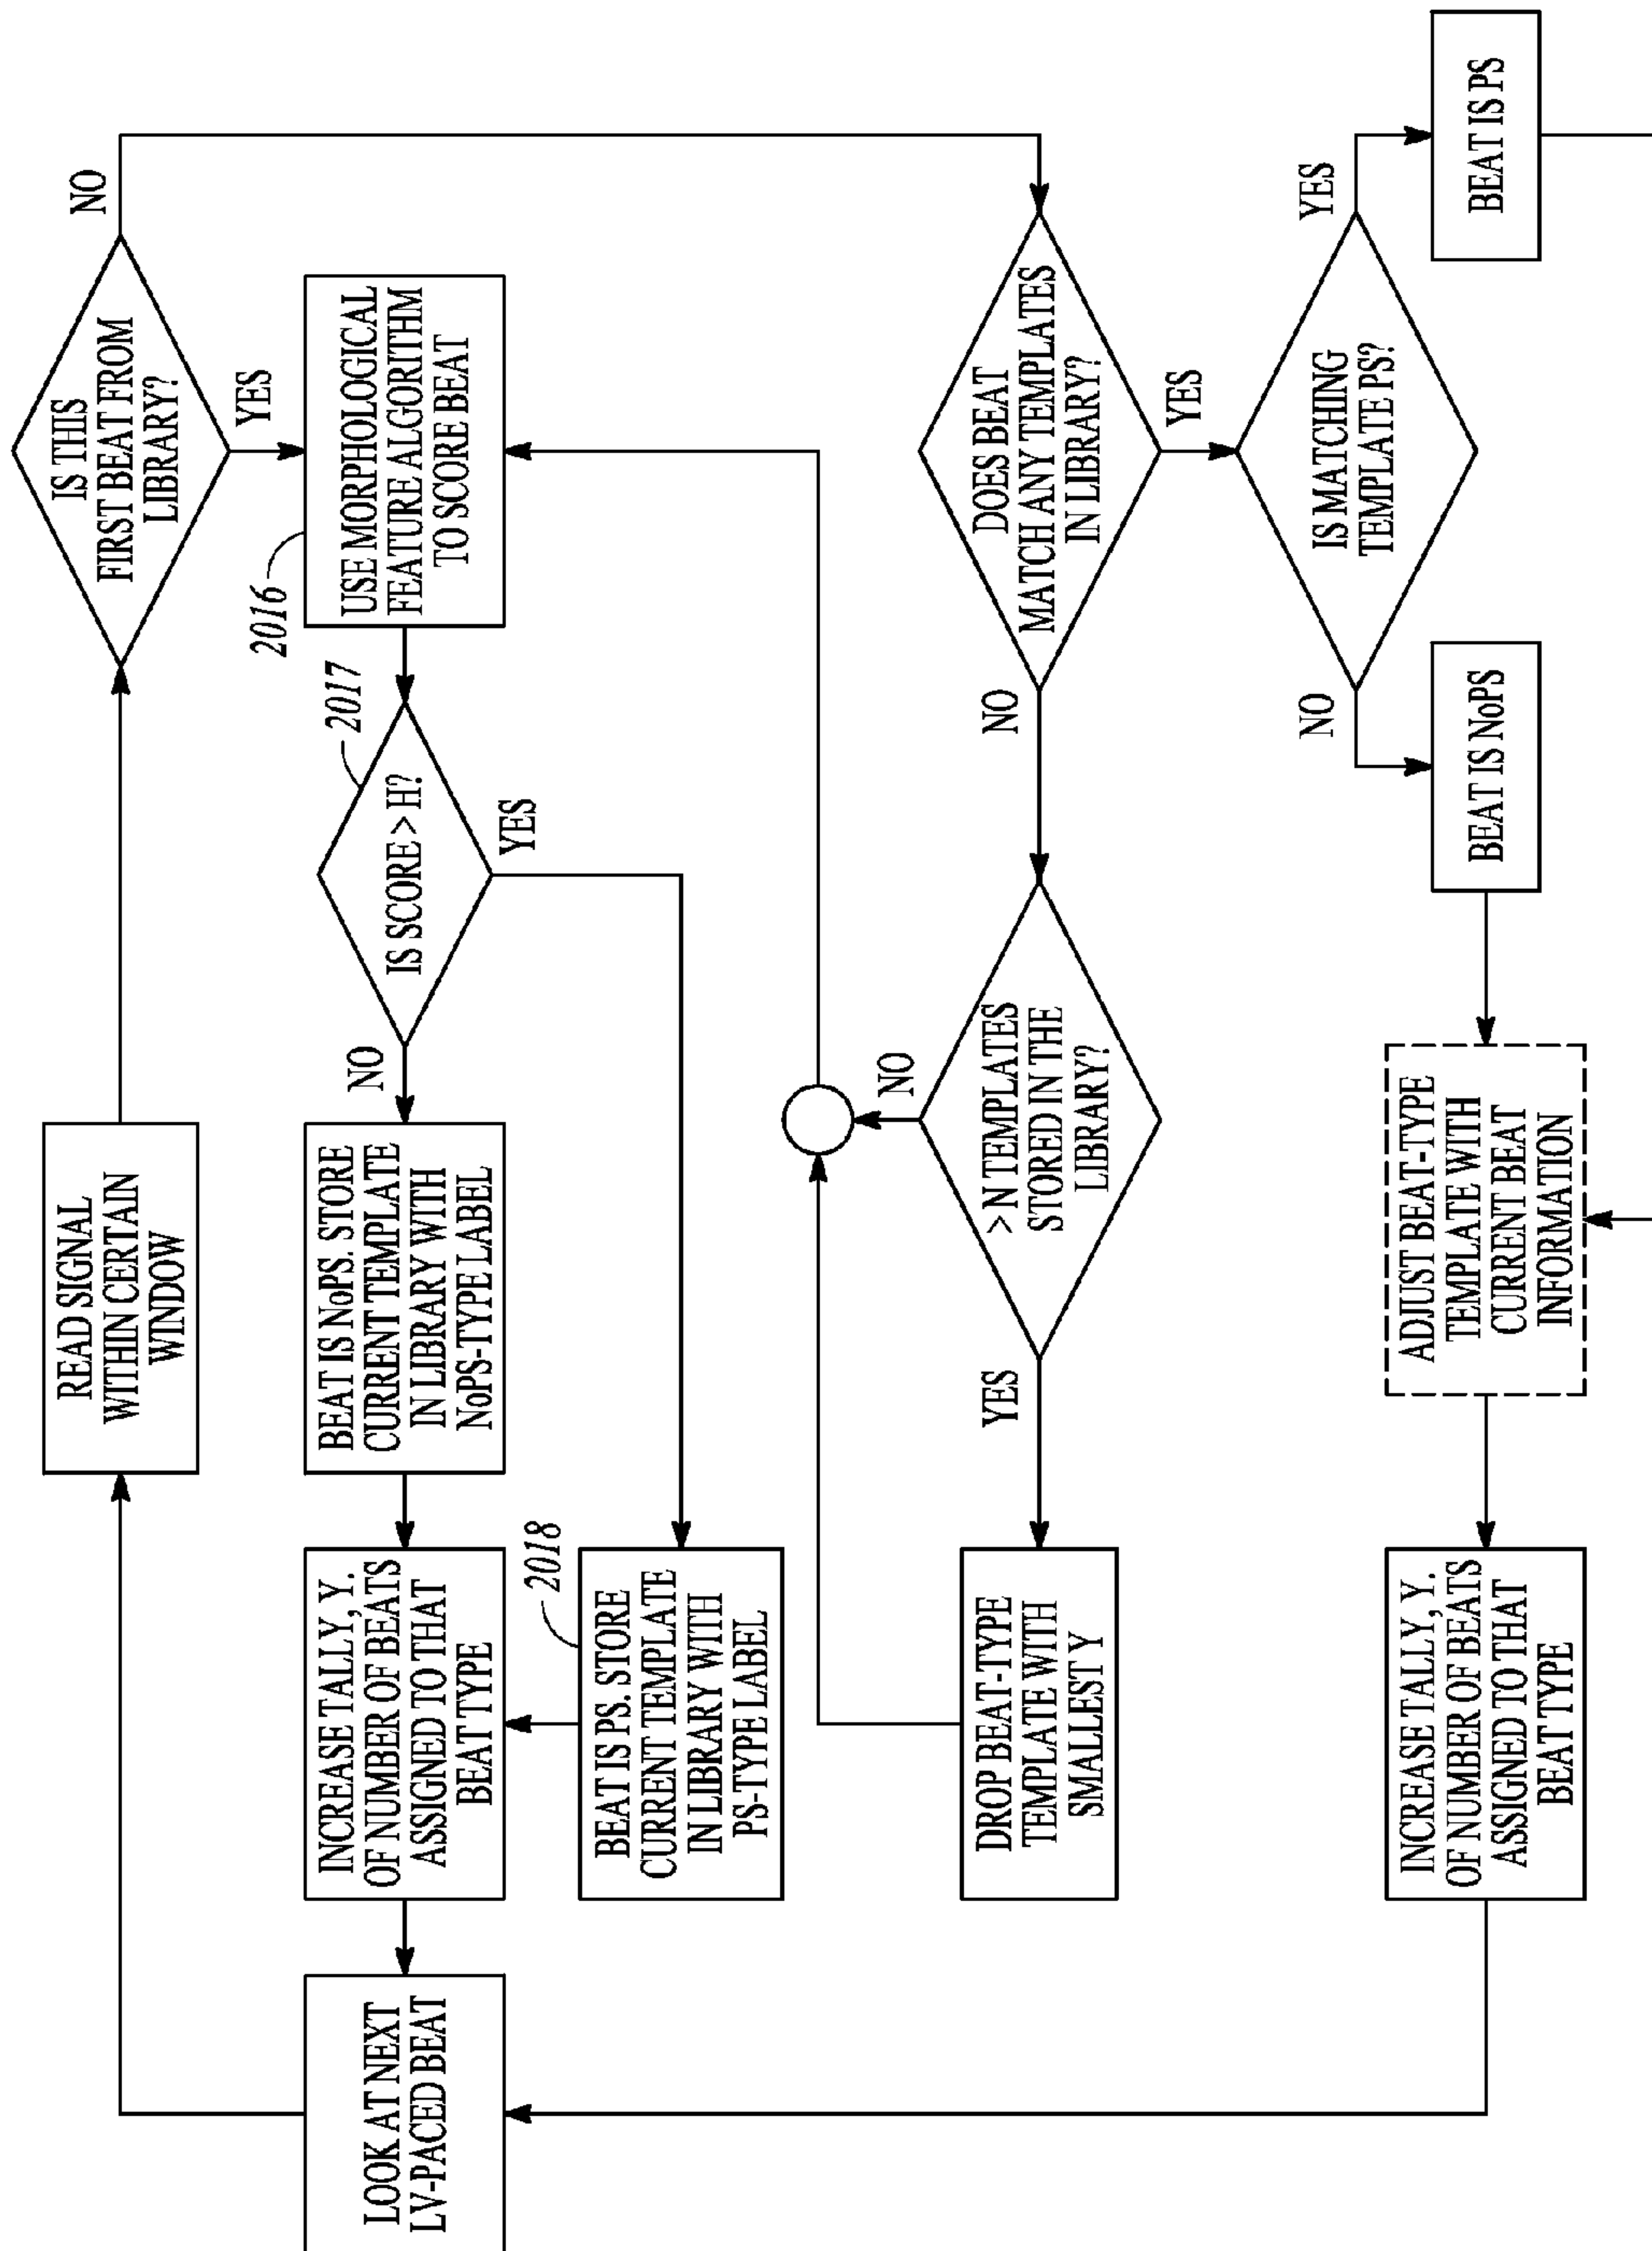 LOOK AT NEXT
LV-PACED BEAT
READ SIGNAL
WITHIN CERTAIN
WINDOW
IS THIS
FIRST BEAT FROM
LIBRARY?
NO
YES
2016
USE MORPHOLOGICAL
FEATURE ALGORITHM
TO SCORE BEAT
2017
IS SCORE > H?
NO
YES
BEAT IS NoPS. STORE
CURRENT TEMPLATE
IN LIBRARY WITH
NoPS-TYPE LABEL
INCREASE TALLY, Y.
OF NUMBER OF BEATS
ASSIGNED TO THAT
BEAT TYPE
2018
BEAT IS PS. STORE
CURRENT TEMPLATE
IN LIBRARY WITH
PS-TYPE LABEL
DOES BEAT
MATCH ANY TEMPLATES
IN LIBRARY?
NO
YES
>N TEMPLATES
STORED IN THE
LIBRARY?
NO
YES
DROP BEAT-TYPE
TEMPLATE WITH
SMALLEST Y
IS MATCHING
TEMPLATE PS?
YES
NO
BEAT IS PS
BEAT IS NoPS
ADJUST BEAT-TYPE
TEMPLATE WITH
CURRENT BEAT
INFORMATION
INCREASE TALLY, Y.
OF NUMBER OF BEATS
ASSIGNED TO THAT
BEAT TYPE